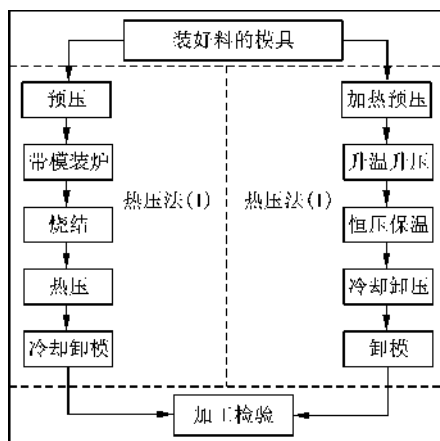 装好料的模具
预压
带模装炉
烧结
热压
冷却卸模
热压法(1)
热压法(1)
加热预压
升温升压
恒压保温
冷却卸压
卸模
加工检验